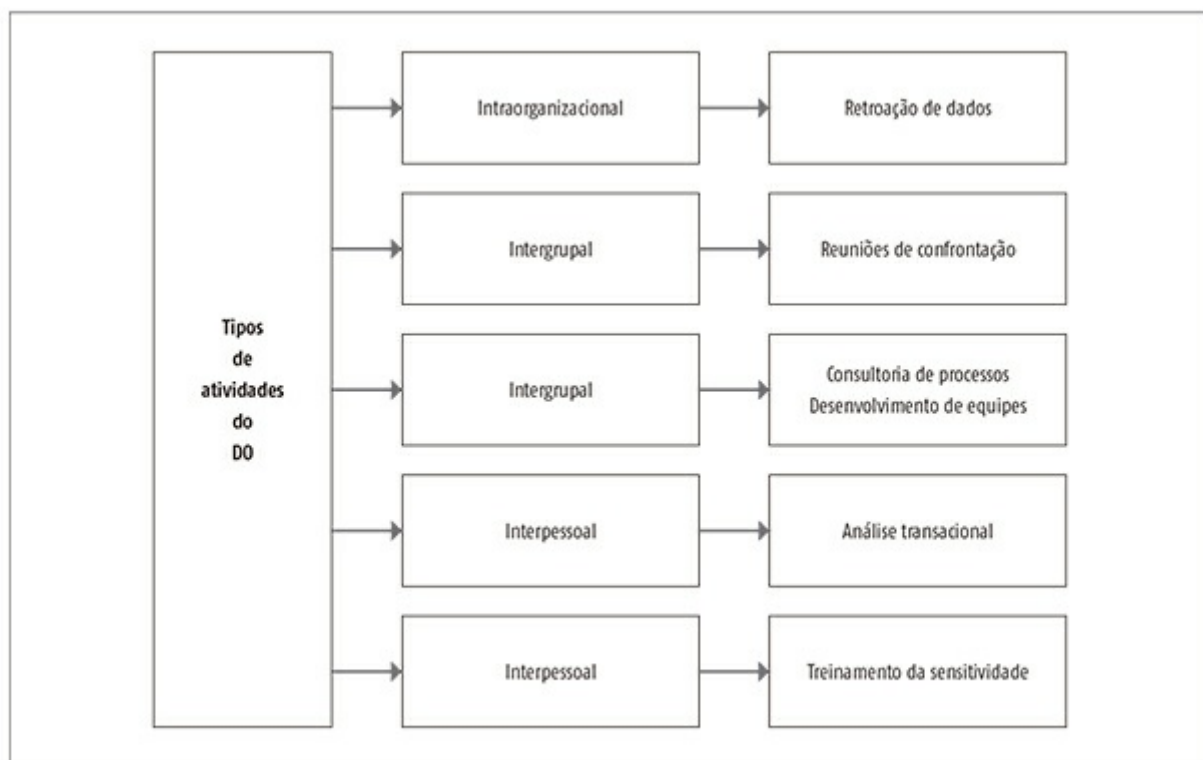 Tipos
de
atividades
do
DO
Intraorganizacional
Retroação de dados
Intergrupal
Reuniões de confrontação
Intergrupal
Consultoria de processos
Desenvolvimento de equipes
Interpessoal
Análise transacional
Interpessoal
Treinamento da sensitividade